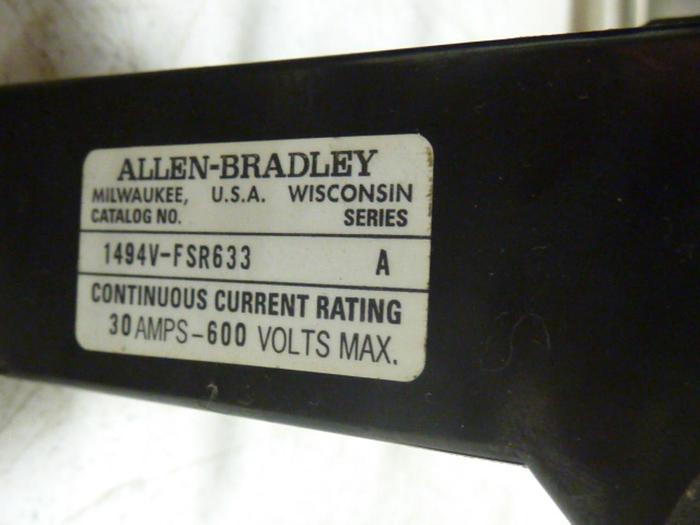 ALLEN-BRADLEY
MILWAUKEE, U.S.A. WISCONSIN
CATALOG NO. SERIES
1494V-FSR633 A
CONTINUOUS CURRENT RATING
30 AMPS-600 VOLTS MAX.